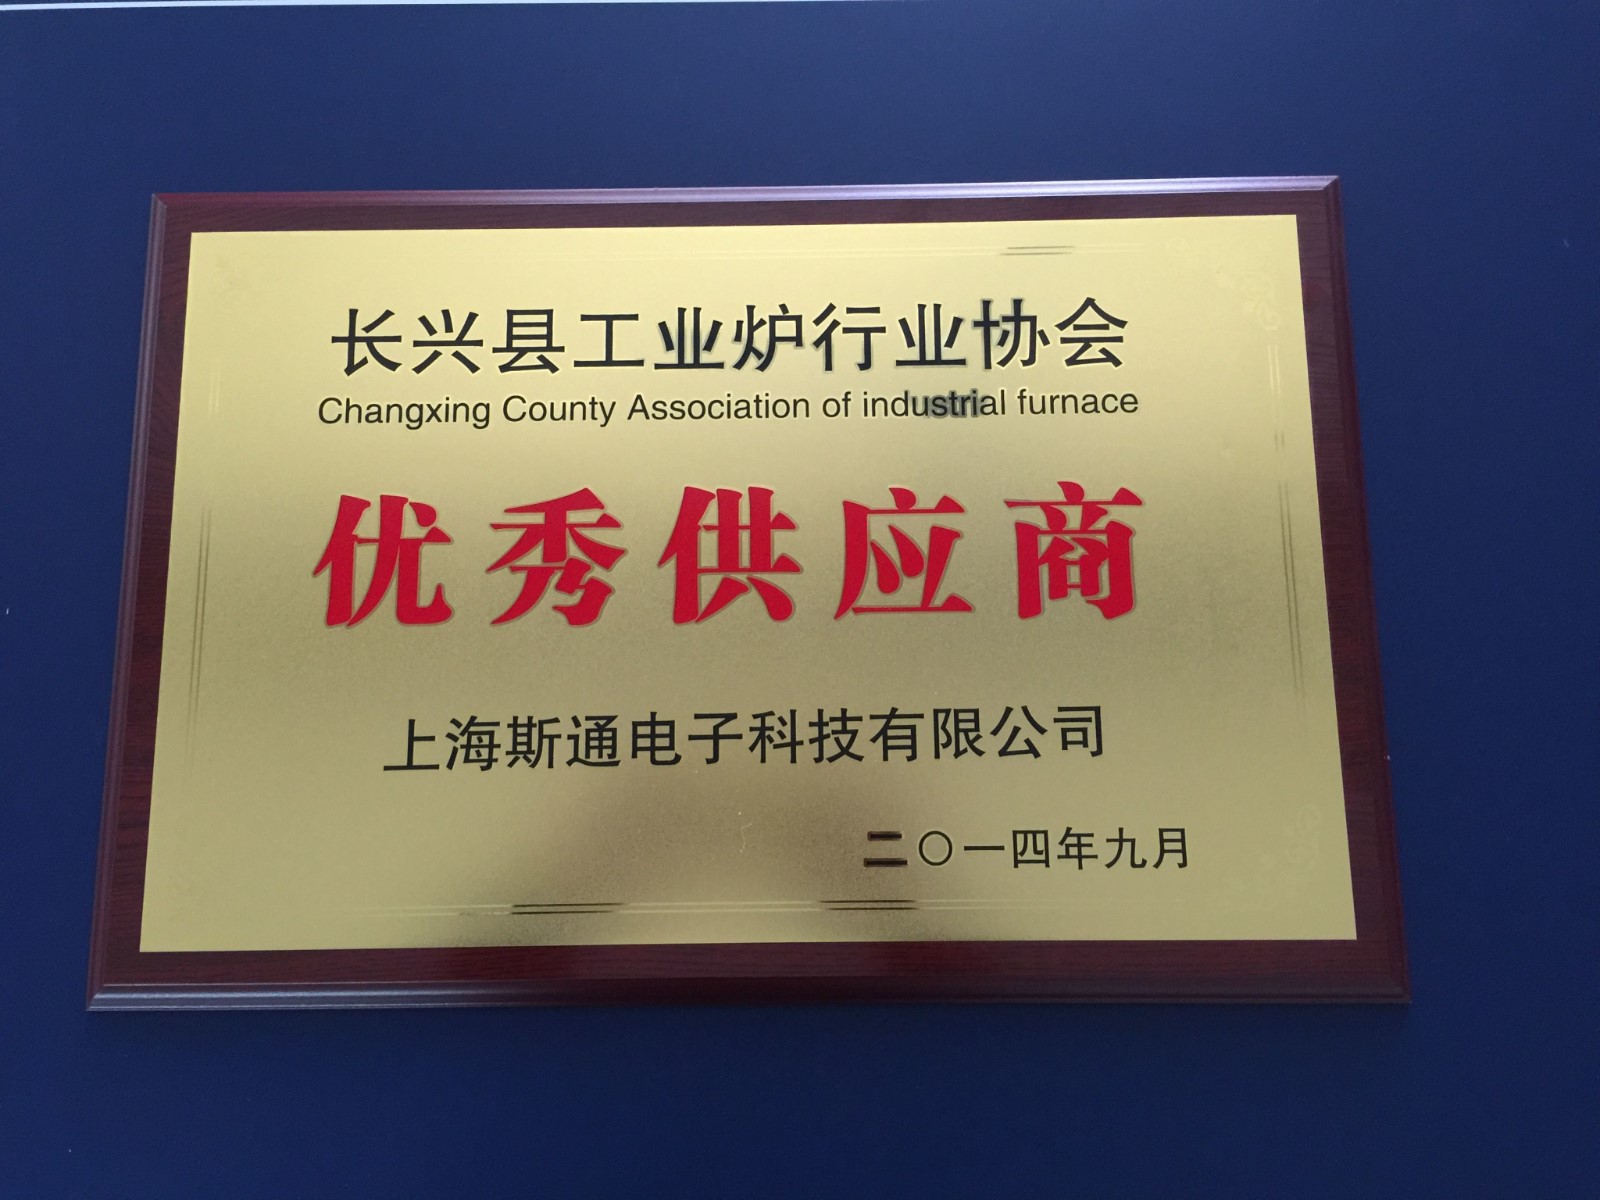 长兴县工业炉行业协会
Changxing County Association of industrial furnace
优秀供应商
上海斯通电子科技有限公司
二〇一四年九月